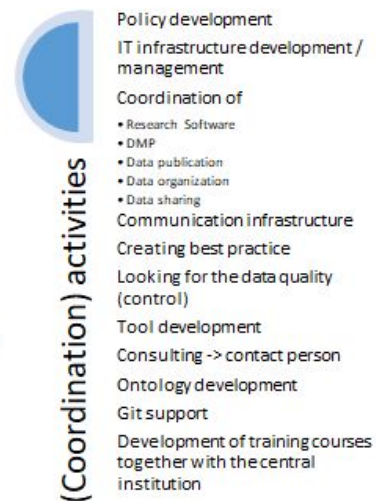 Policy development
IT infrastructure development /
management
Coordination of
• Research Software
• DMP
• Data publication
• Data organization
• Data sharing
Communication infrastructure
Creating best practice
Looking for the data quality
(control)
Tool development
Consulting -> contact person
Ontology development
Git support
Development of training courses
together with the central
institution
(Coordination) activities